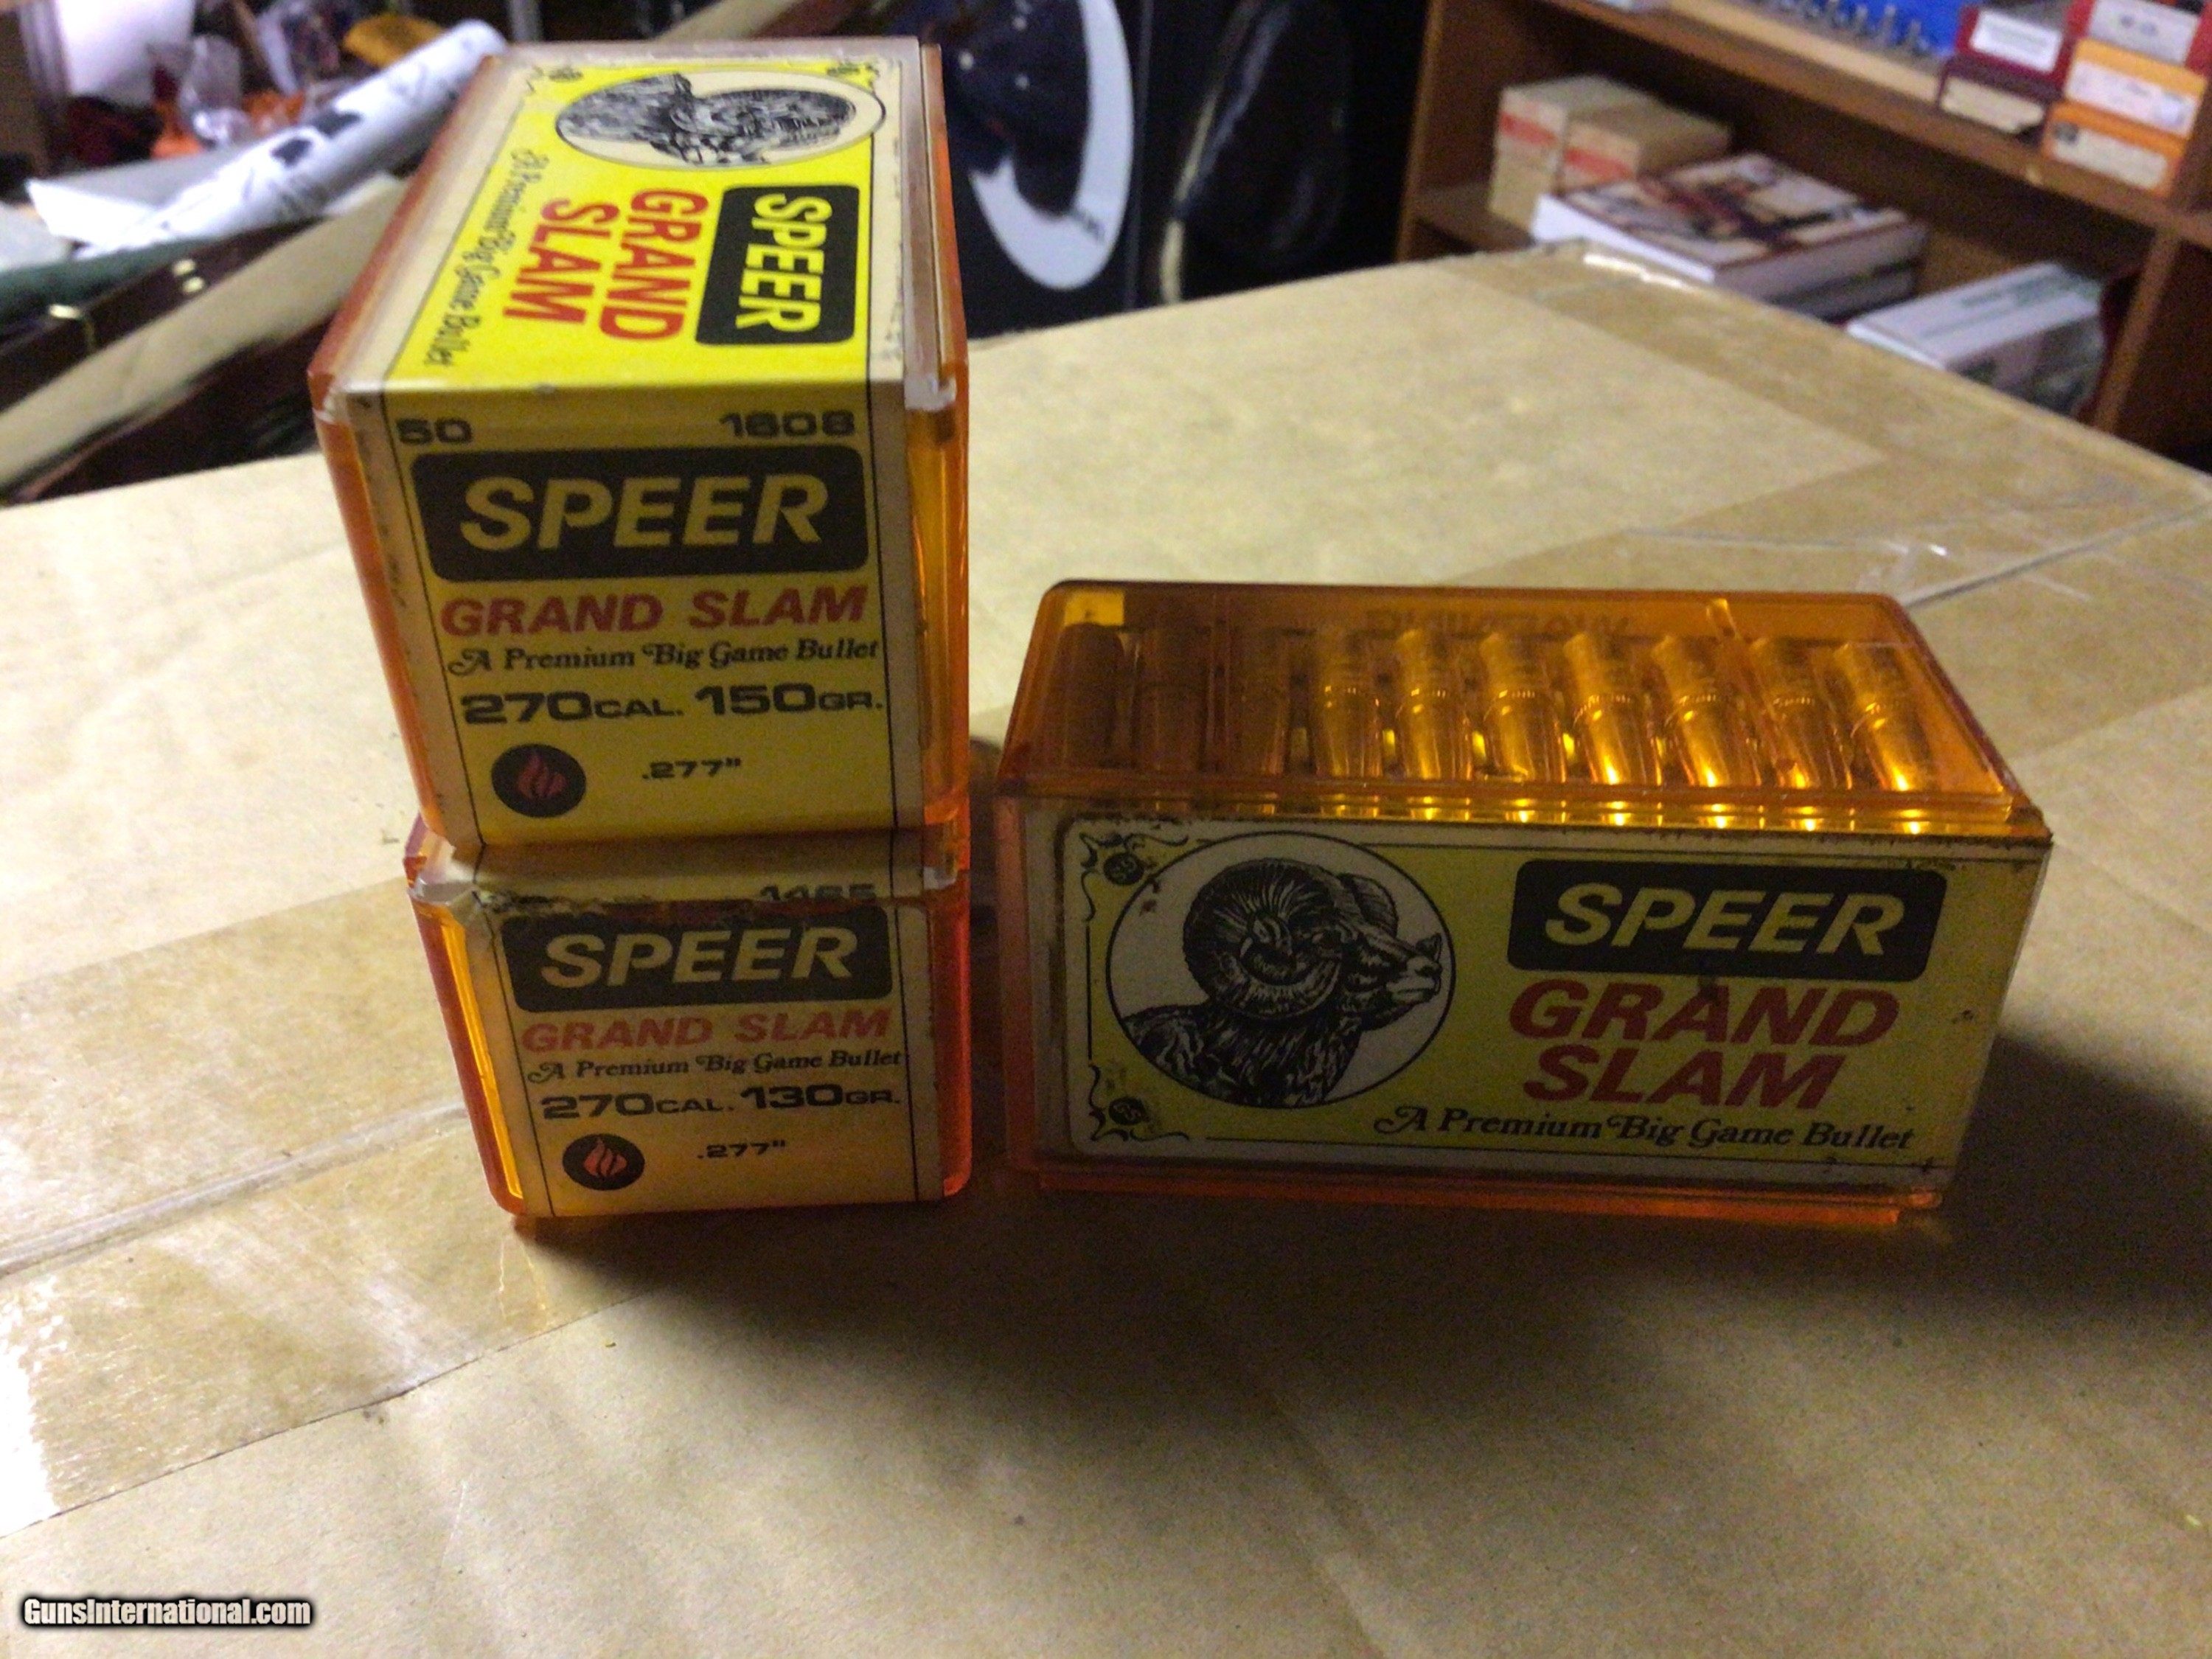 SPEER
GRAND
SLAM
A Premium Big Game Bullet
50 1608
SPEER
GRAND SLAM
A Premium Big Game Bullet
270CAL. 150GR.
.277"
1465
SPEER
GRAND SLAM
A Premium Big Game Bullet
270CAL. 130GR.
.277"
SPEER
GRAND
SLAM
A Premium Big Game Bullet
GunsInternational.com